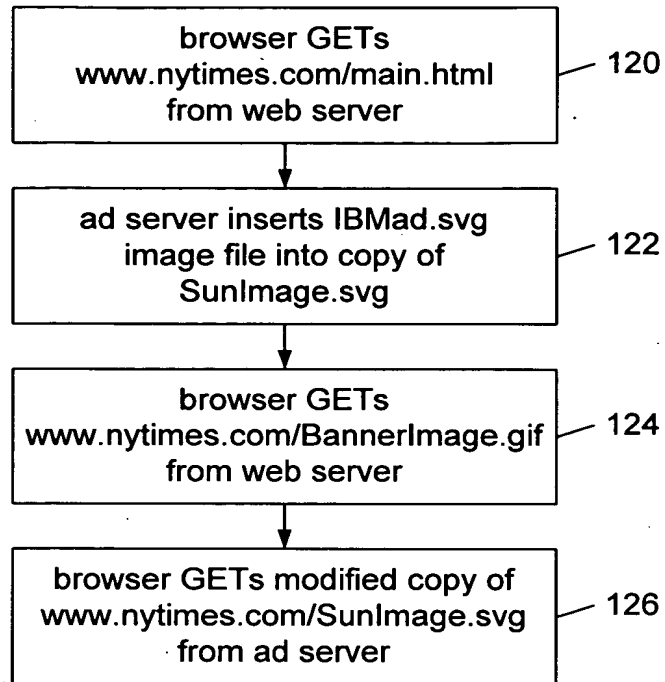 browser GETs
www.nytimes.com/main.html
from web server
120
ad server inserts IBMad.svg
image file into copy of
SunImage.svg
122
browser GETs
www.nytimes.com/BannerImage.gif
from web server
124
browser GETs modified copy of
www.nytimes.com/SunImage.svg
from ad server
126